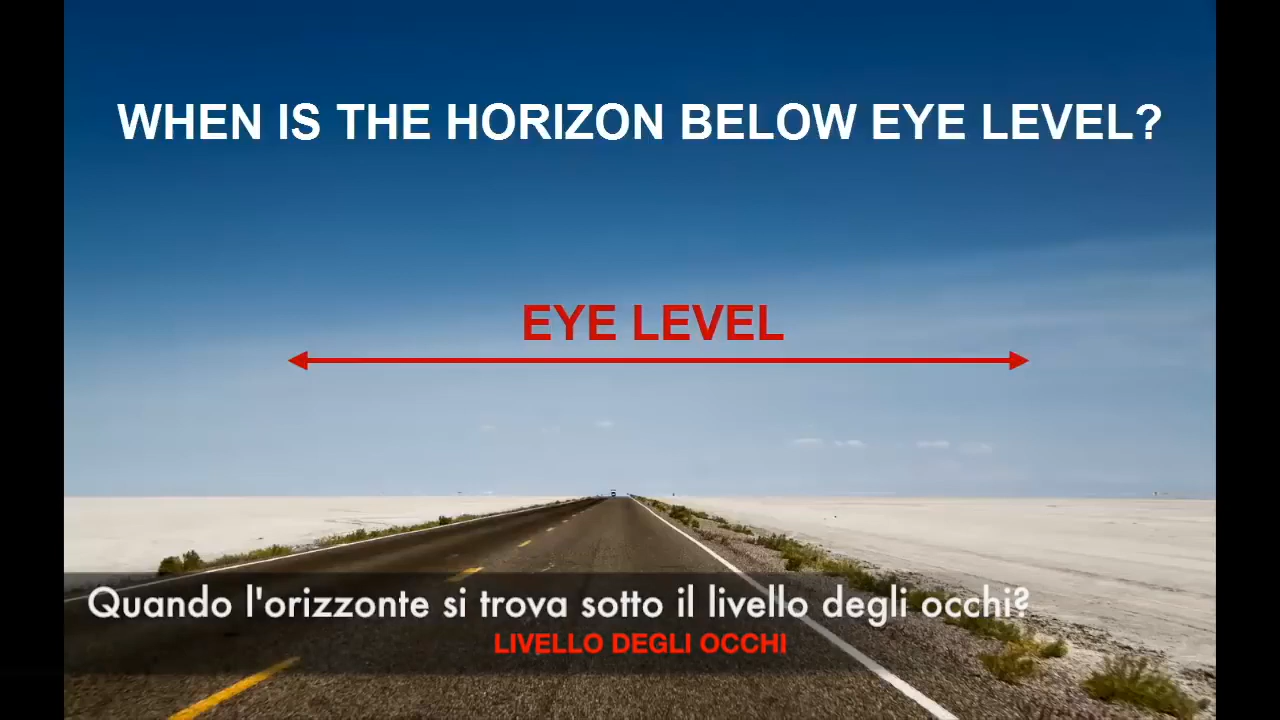 WHEN IS THE HORIZON BELOW EYE LEVEL?
EYE LEVEL
Quando l'orizzonte si trova sotto il livello degli occhi?
LIVELLO DEGLI OCCHI